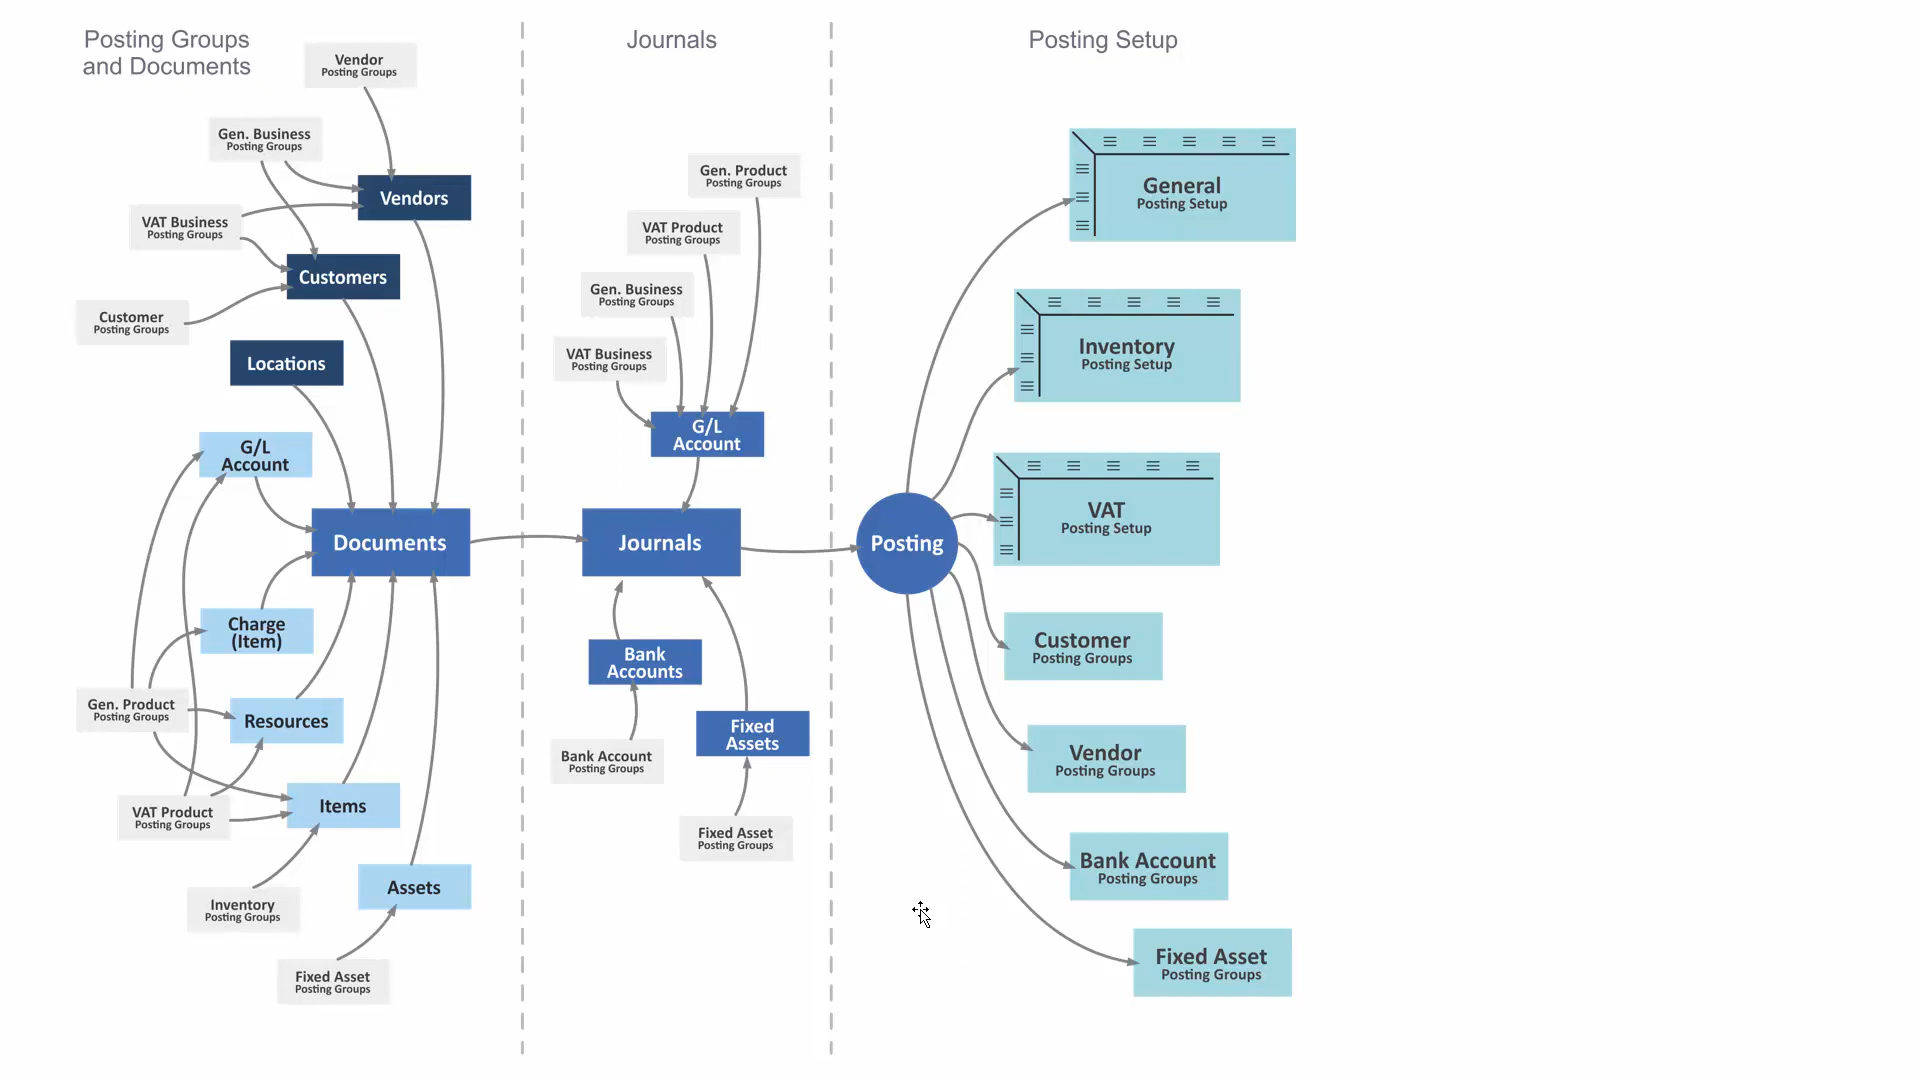 Posting Groups
and Documents
Vendor
Posting Groups
Gen. Business
Posting Groups
Vendors
VAT Business
Posting Groups
Customers
Customer
Posting Groups
Locations
G/L
Account
Documents
Charge
(Item)
Gen. Product
Posting Groups
Resources
VAT Product
Posting Groups
Items
Inventory
Posting Groups
Assets
Fixed Asset
Posting Groups
Journals
Gen. Product
Posting Groups
VAT Product
Posting Groups
Gen. Business
Posting Groups
VAT Business
Posting Groups
G/L
Account
Journals
Bank
Accounts
Fixed
Assets
Bank Account
Posting Groups
Fixed Asset
Posting Groups
Posting Setup
General
Posting Setup
Inventory
Posting Setup
VAT
Posting Setup
Posting
Customer
Posting Groups
Vendor
Posting Groups
Bank Account
Posting Groups
Fixed Asset
Posting Groups